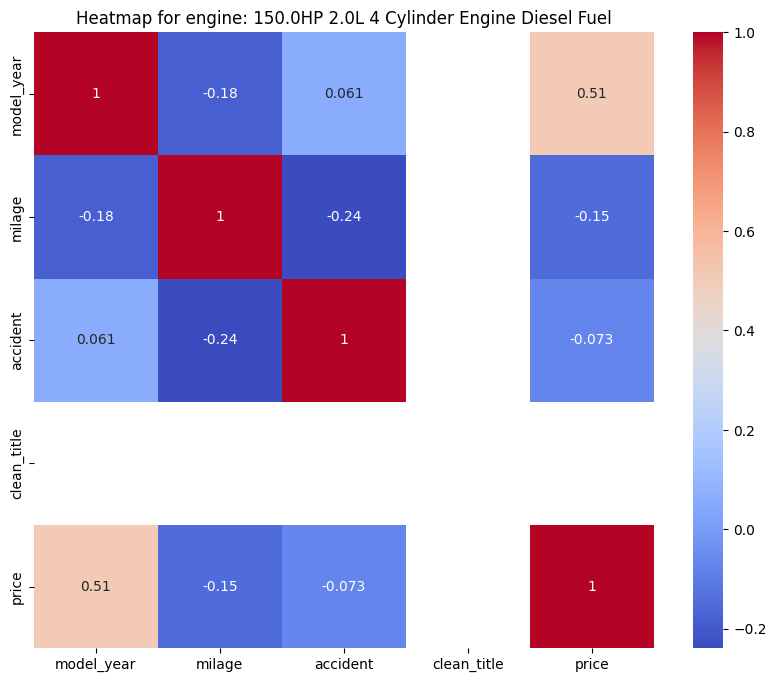 Heatmap for engine: 150.0HP 2.0L 4 Cylinder Engine Diesel Fuel
model_year 1 -0.18 0.061 0.51
milage -0.18 1 -0.24 -0.15
accident 0.061 -0.24 1 -0.073
clean_title
price 0.51 -0.15 -0.073 1
model_year milage accident clean_title price
1.0
0.8
0.6
0.4
0.2
0.0
−0.2